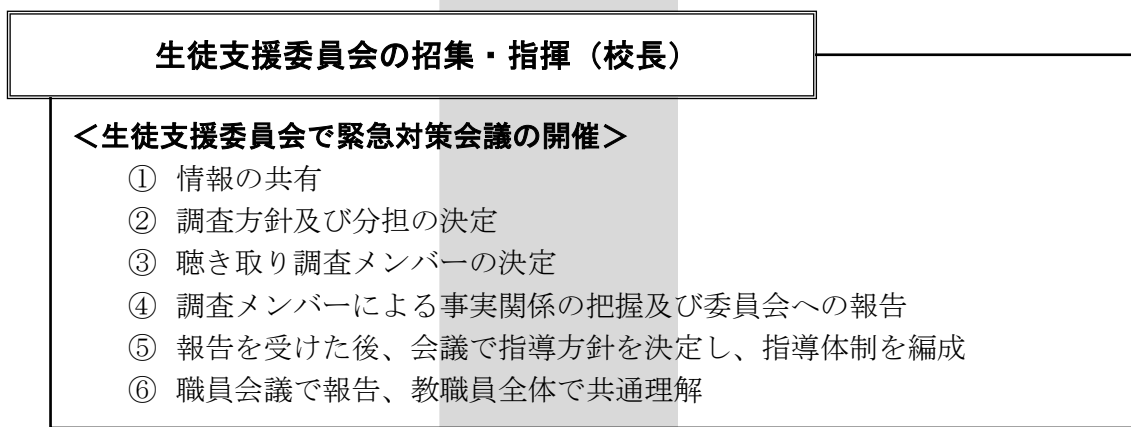 生徒支援委員会の招集・指揮（校長）
＜生徒支援委員会で緊急対策会議の開催＞
① 情報の共有
② 調査方針及び分担の決定
③ 聴き取り調査メンバーの決定
④ 調査メンバーによる事実関係の把握及び委員会への報告
⑤ 報告を受けた後、会議で指導方針を決定し、指導体制を編成
⑥ 職員会議で報告、教職員全体で共通理解